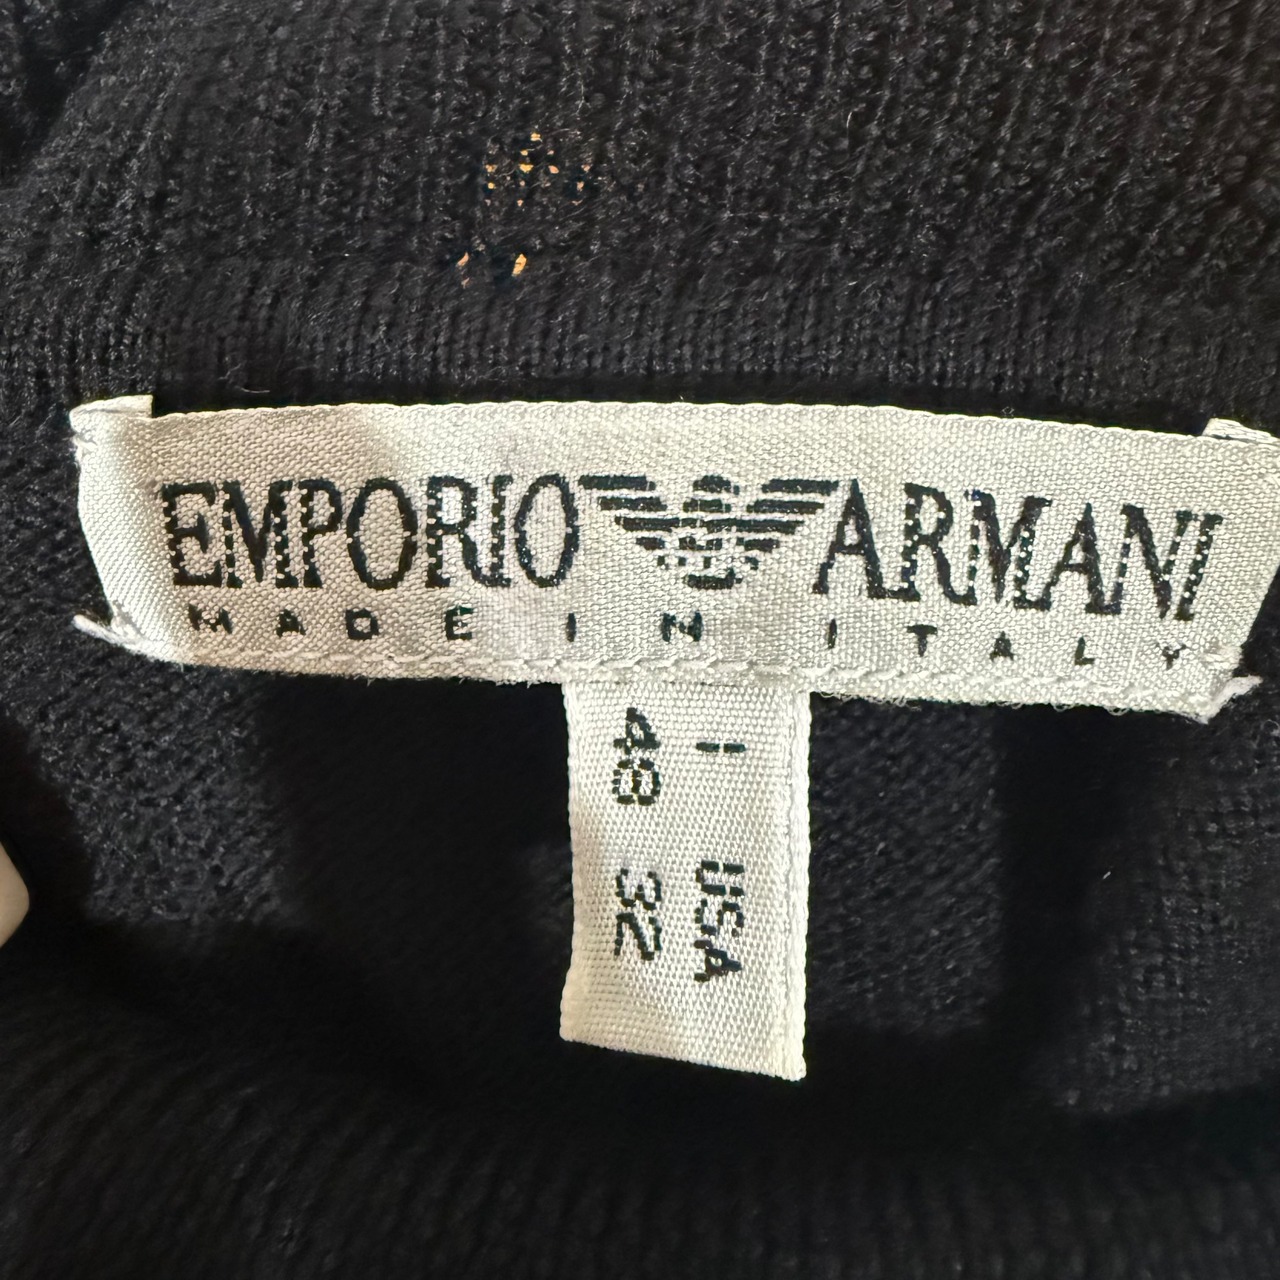 EMPORIO ARMANI
MADE IN ITALY
I USA
48 32